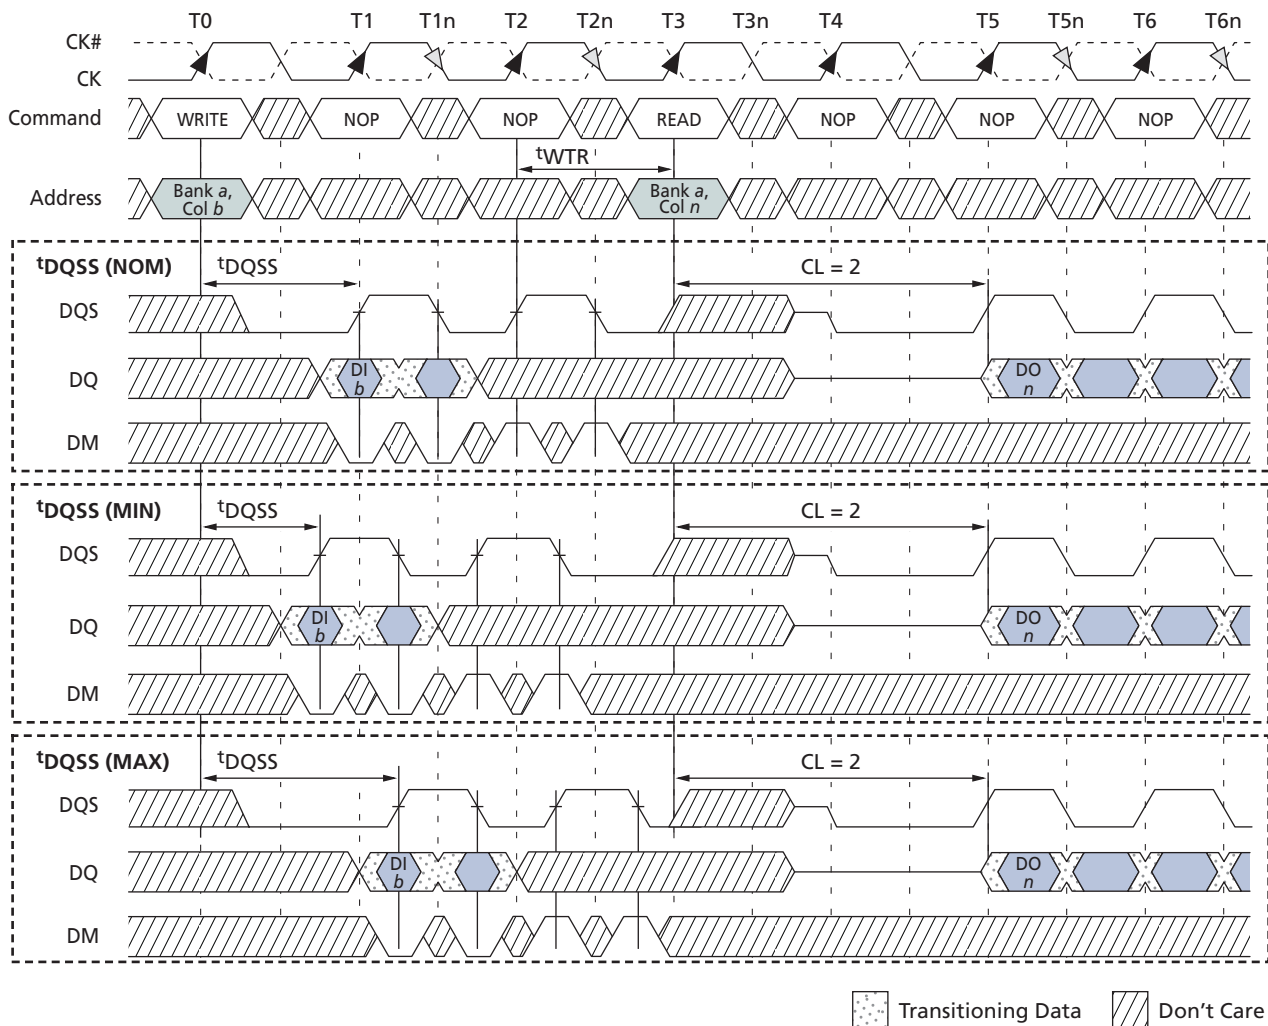 T0 T1 T1n T2 T2n T3 T3n T4 T5 T5n T6 T6n
CK#
CK
Command WRITE NOP NOP READ NOP NOP NOP
tWTR
Address Bank a, Col b Bank a, Col n
tDQSS (NOM) tDQSS CL = 2
DQS
DQ DI b DO n
DM
tDQSS (MIN) tDQSS CL = 2
DQS
DQ DI b DO n
DM
tDQSS (MAX) tDQSS CL = 2
DQS
DQ DI b DO n
DM
Transitioning Data Don't Care